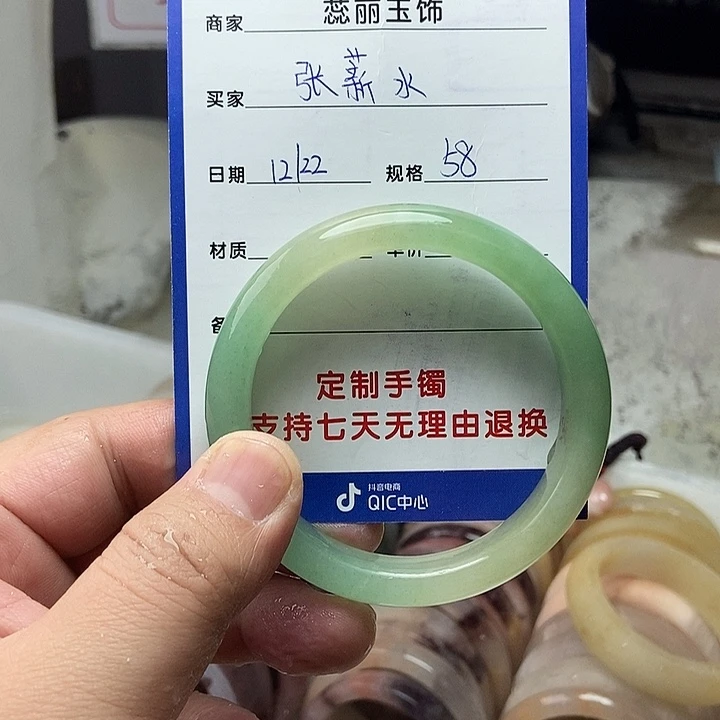 商家 蕊丽玉饰
买家 张薪水
日期 12/22 规格 58
材质
定制手镯
支持七天无理由退换
抖音电商
QIC中心